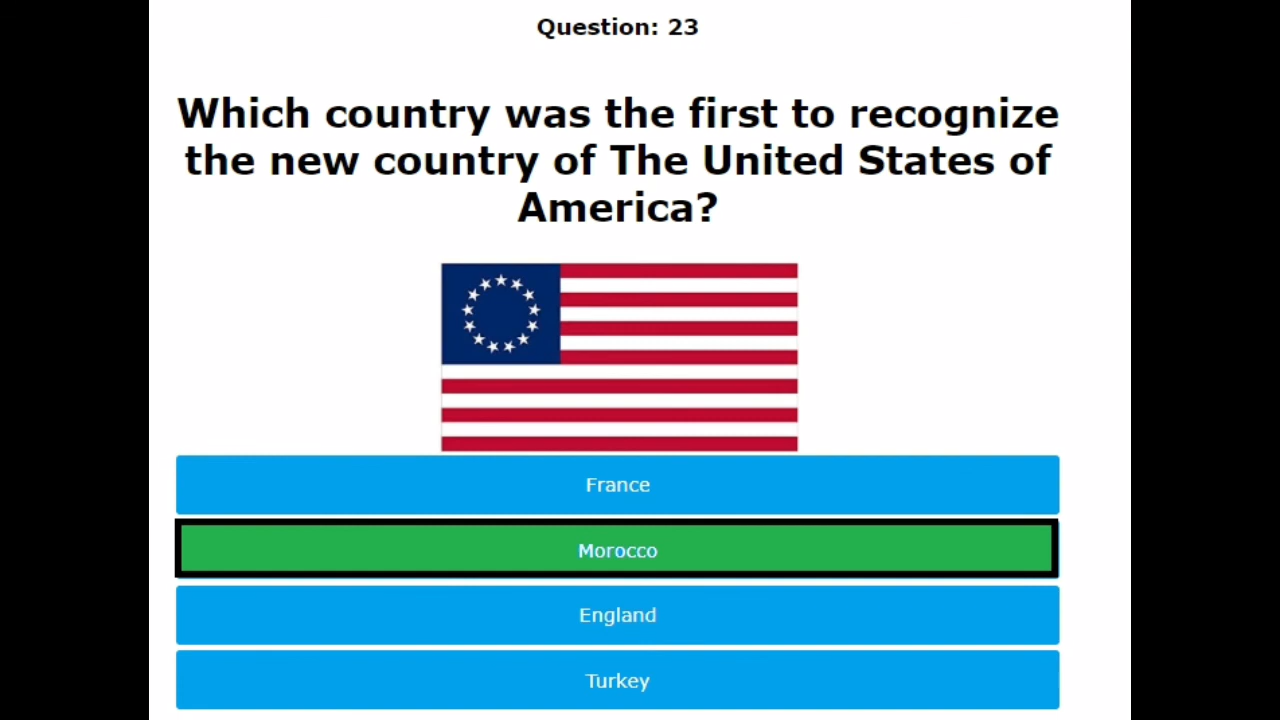 Question: 23
Which country was the first to recognize
the new country of The United States of
America?
France
Morocco
England
Turkey